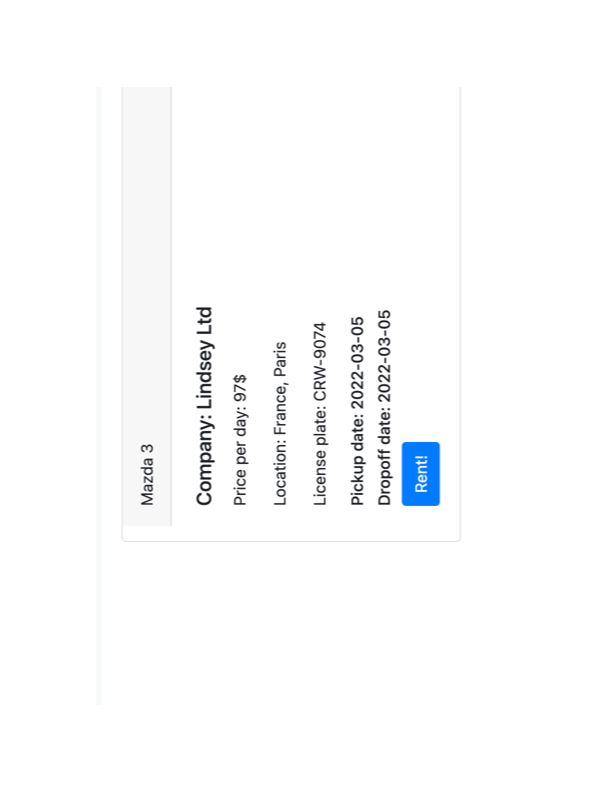 Mazda 3
Company: Lindsey Ltd
Price per day: 97$
Location: France, Paris
License plate: CRW-9074
Pickup date: 2022-03-05
Dropoff date: 2022-03-05
Rent!